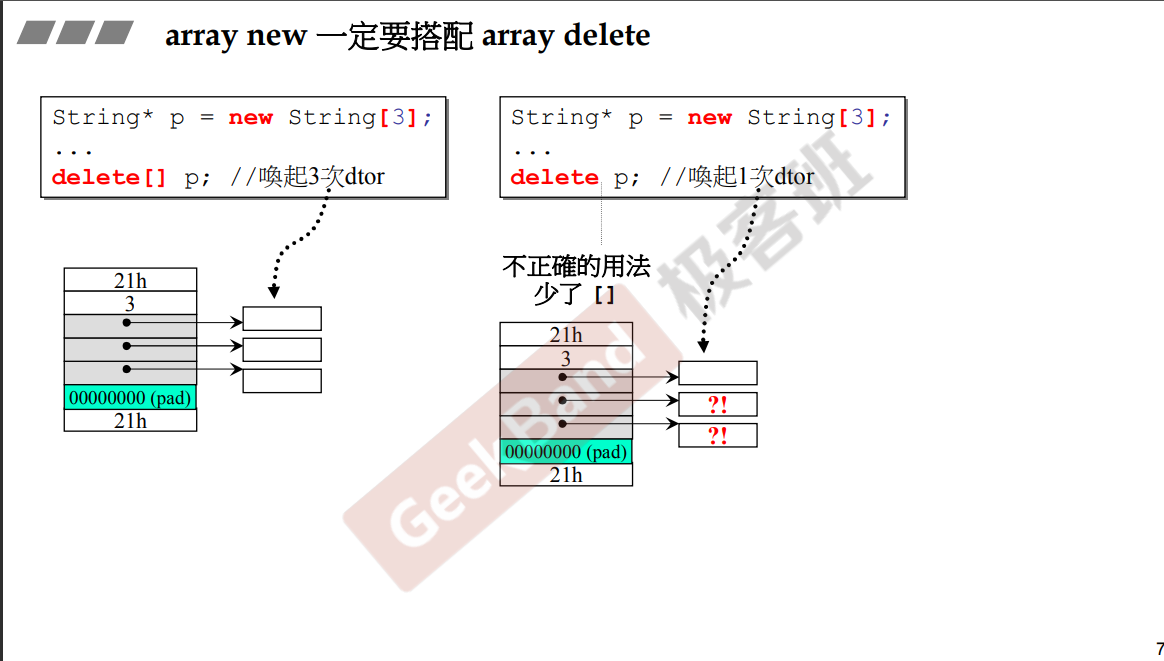 array new 一定要搭配 array delete
String* p = new String[3];
...
delete[] p; //喚起3次dtor
21h
3
00000000 (pad)
21h
String* p = new String[3];
...
delete p; //喚起1次dtor
不正確的用法
少了 []
21h
3
?!
?!
00000000 (pad)
21h
GeekBand 极客班
7